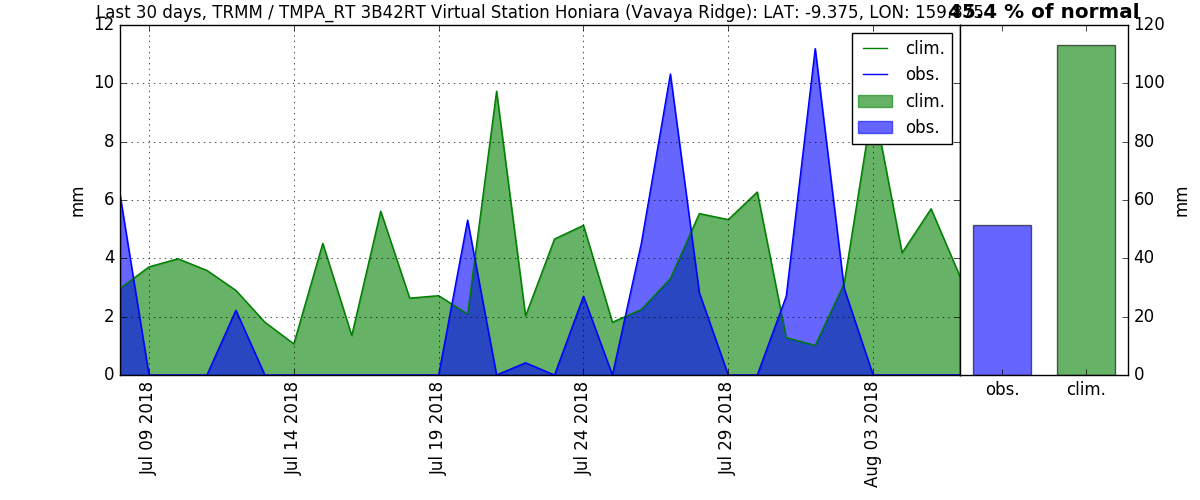 Last 30 days, TRMM / TMPA_RT 3B42RT Virtual Station Honiara (Vavaya Ridge): LAT: -9.375, LON: 159.875
45.4 % of normal
12
10
8
6
4
2
0
mm
clim.
obs.
clim.
obs.
Jul 09 2018
Jul 14 2018
Jul 19 2018
Jul 24 2018
Jul 29 2018
Aug 03 2018
120
100
80
60
40
20
0
mm
obs.
clim.